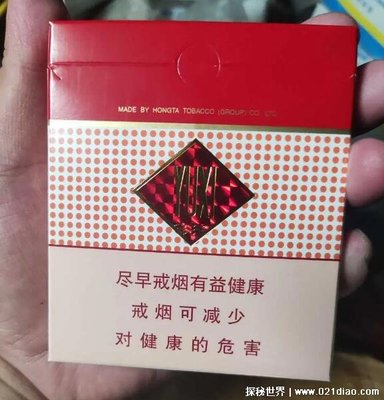 MADE BY HONGTA TOBACCO (GROUP) CO. LTD.
YUXI
尽早戒烟有益健康
戒烟可减少
对健康的危害
探秘世界｜www.021diao.com